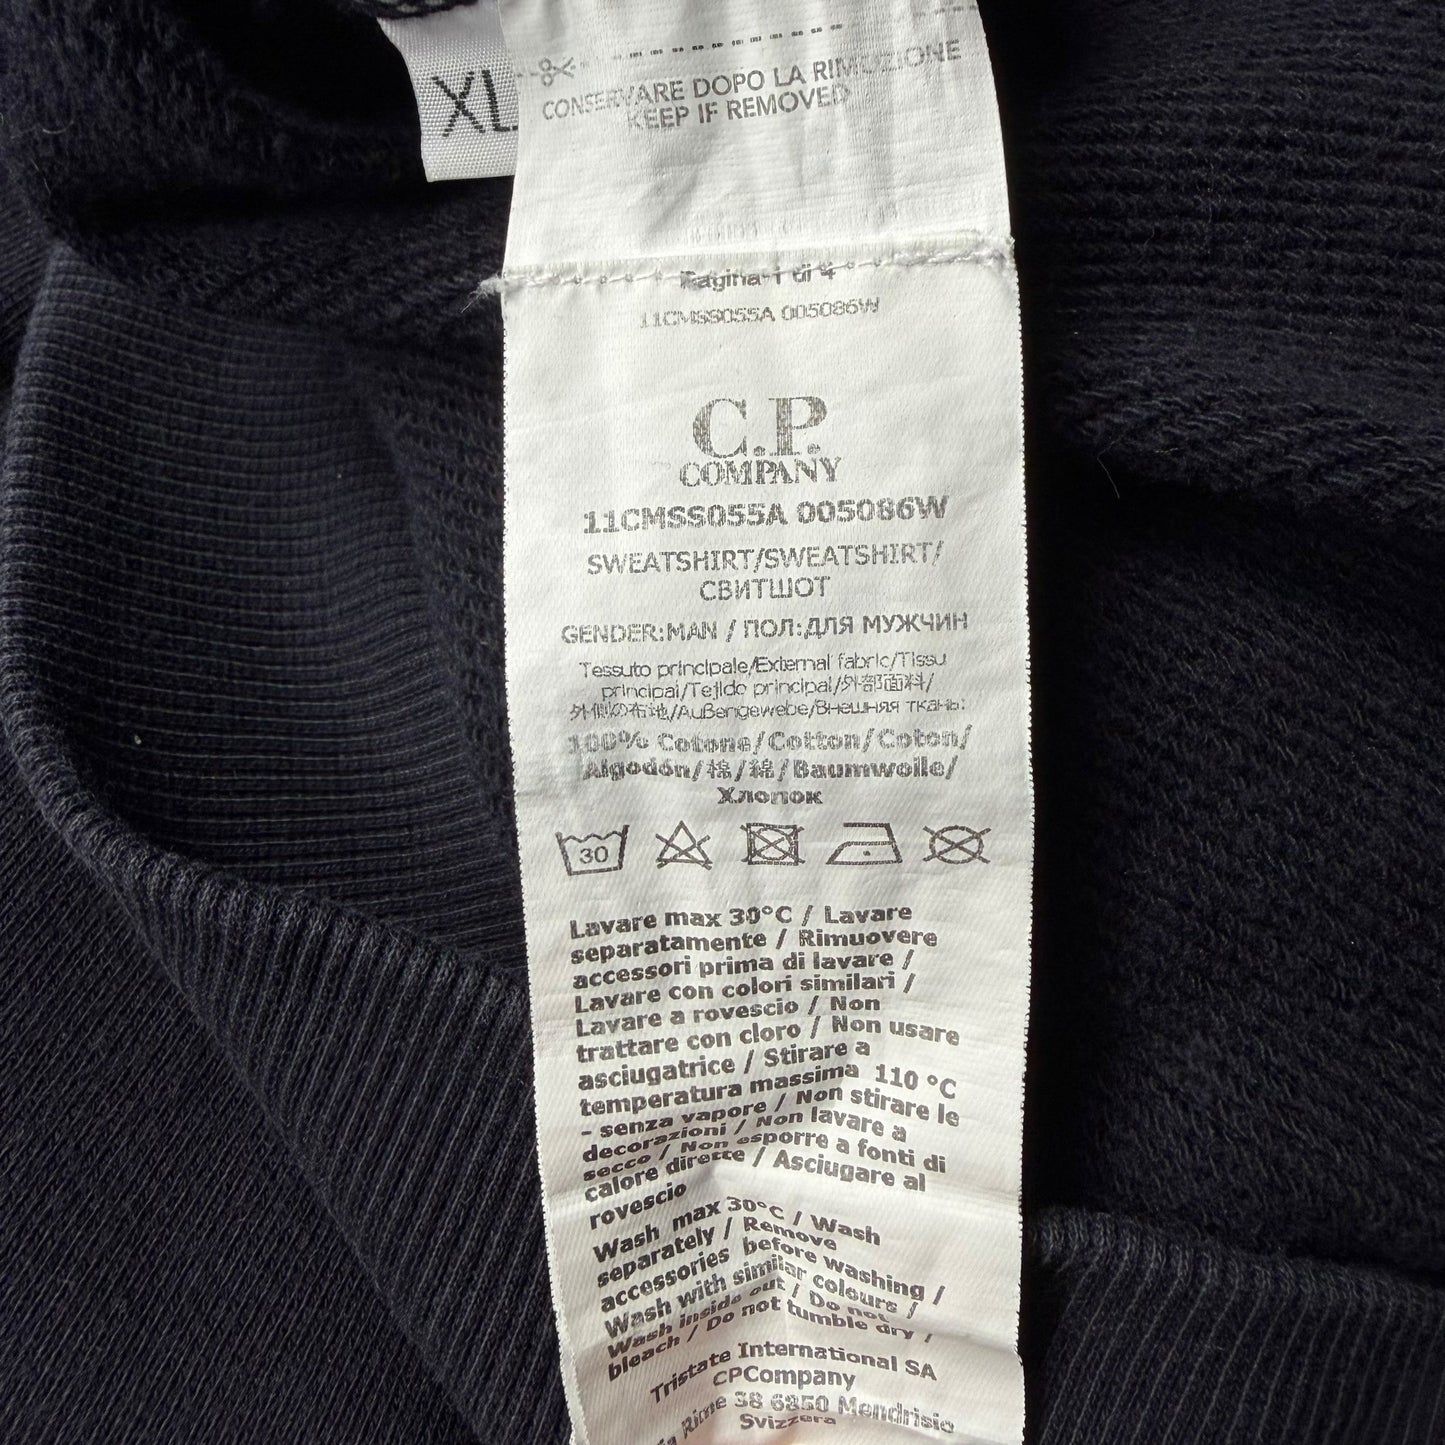 XL
CONSERVARE DOPO LA RIMOZIONE
KEEP IF REMOVED
Pagina 1 di 4
11CMSS055A 005086W
C.P.
COMPANY
11CMSS055A 005086W
SWEATSHIRT/SWEATSHIRT/
СВИТШОТ
GENDER:MAN / ПОЛ:ДЛЯ МУЖЧИН
Tessuto principale/External fabric/Tissu
principal/Tejido principal/外部面料/
外側の布地/Außengewebe/Внешняя ткань:
100% Cotone/Cotton/Coton/
Algodón/棉/綿/Baumwolle/
Хлопок
30
Lavare max 30°C / Lavare
separatamente / Rimuovere
accessori prima di lavare /
Lavare con colori similari /
Lavare a rovescio / Non
trattare con cloro / Non usare
asciugatrice / Stirare a
temperatura massima 110 °C
- senza vapore / Non stirare le
decorazioni / Non lavare a
secco / Non esporre a fonti di
calore dirette / Asciugare al
rovescio
Wash max 30°C / Wash
separately / Remove
accessories before washing /
Wash with similar colours /
Wash inside out / Do not
bleach / Do not tumble dry /
Tristate International SA
CPCompany
Rime 38 6850 Mendrisio
Svizzera